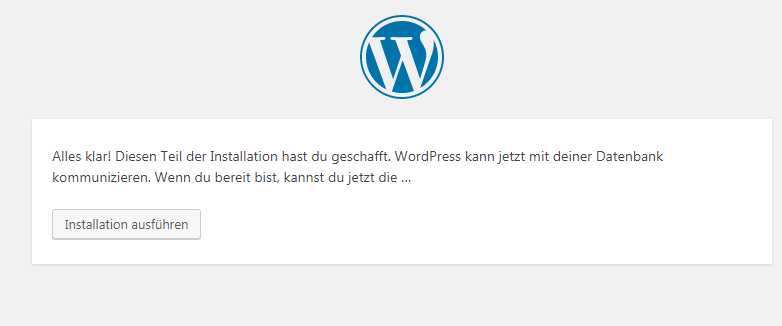 Alles klar! Diesen Teil der Installation hast du geschafft. WordPress kann jetzt mit deiner Datenbank
kommunizieren. Wenn du bereit bist, kannst du jetzt die …
Installation ausführen